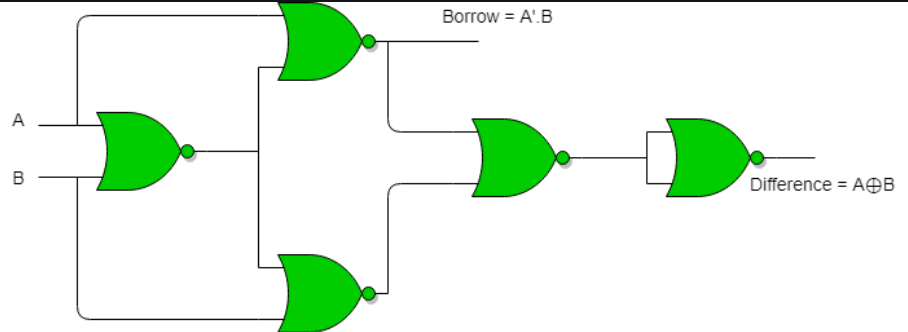 Borrow = A'.B
A
B
Difference = A⊕B